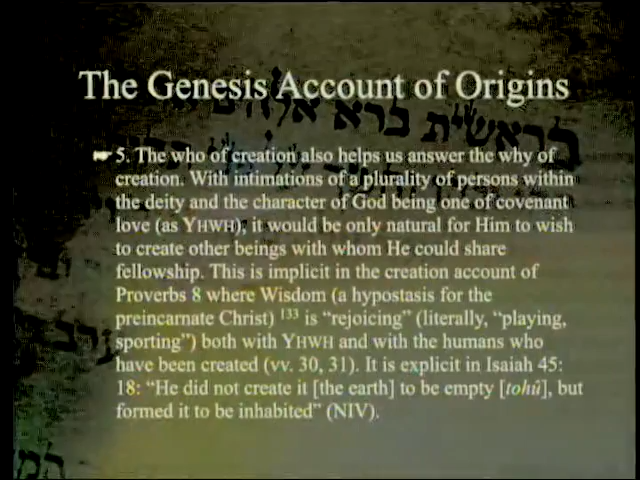 The Genesis Account of Origins
בראשית ברא אלהים
☛ 5. The who of creation also helps us answer the why of
creation. With intimations of a plurality of persons within
the deity and the character of God being one of covenant
love (as YHWH), it would be only natural for Him to wish
to create other beings with whom He could share
fellowship. This is implicit in the creation account of
Proverbs 8 where Wisdom (a hypostasis for the
preincarnate Christ) 133 is “rejoicing” (literally, “playing,
sporting”) both with YHWH and with the humans who
have been created (vv. 30, 31). It is explicit in Isaiah 45:
18: “He did not create it [the earth] to be empty [tohû], but
formed it to be inhabited” (NIV).